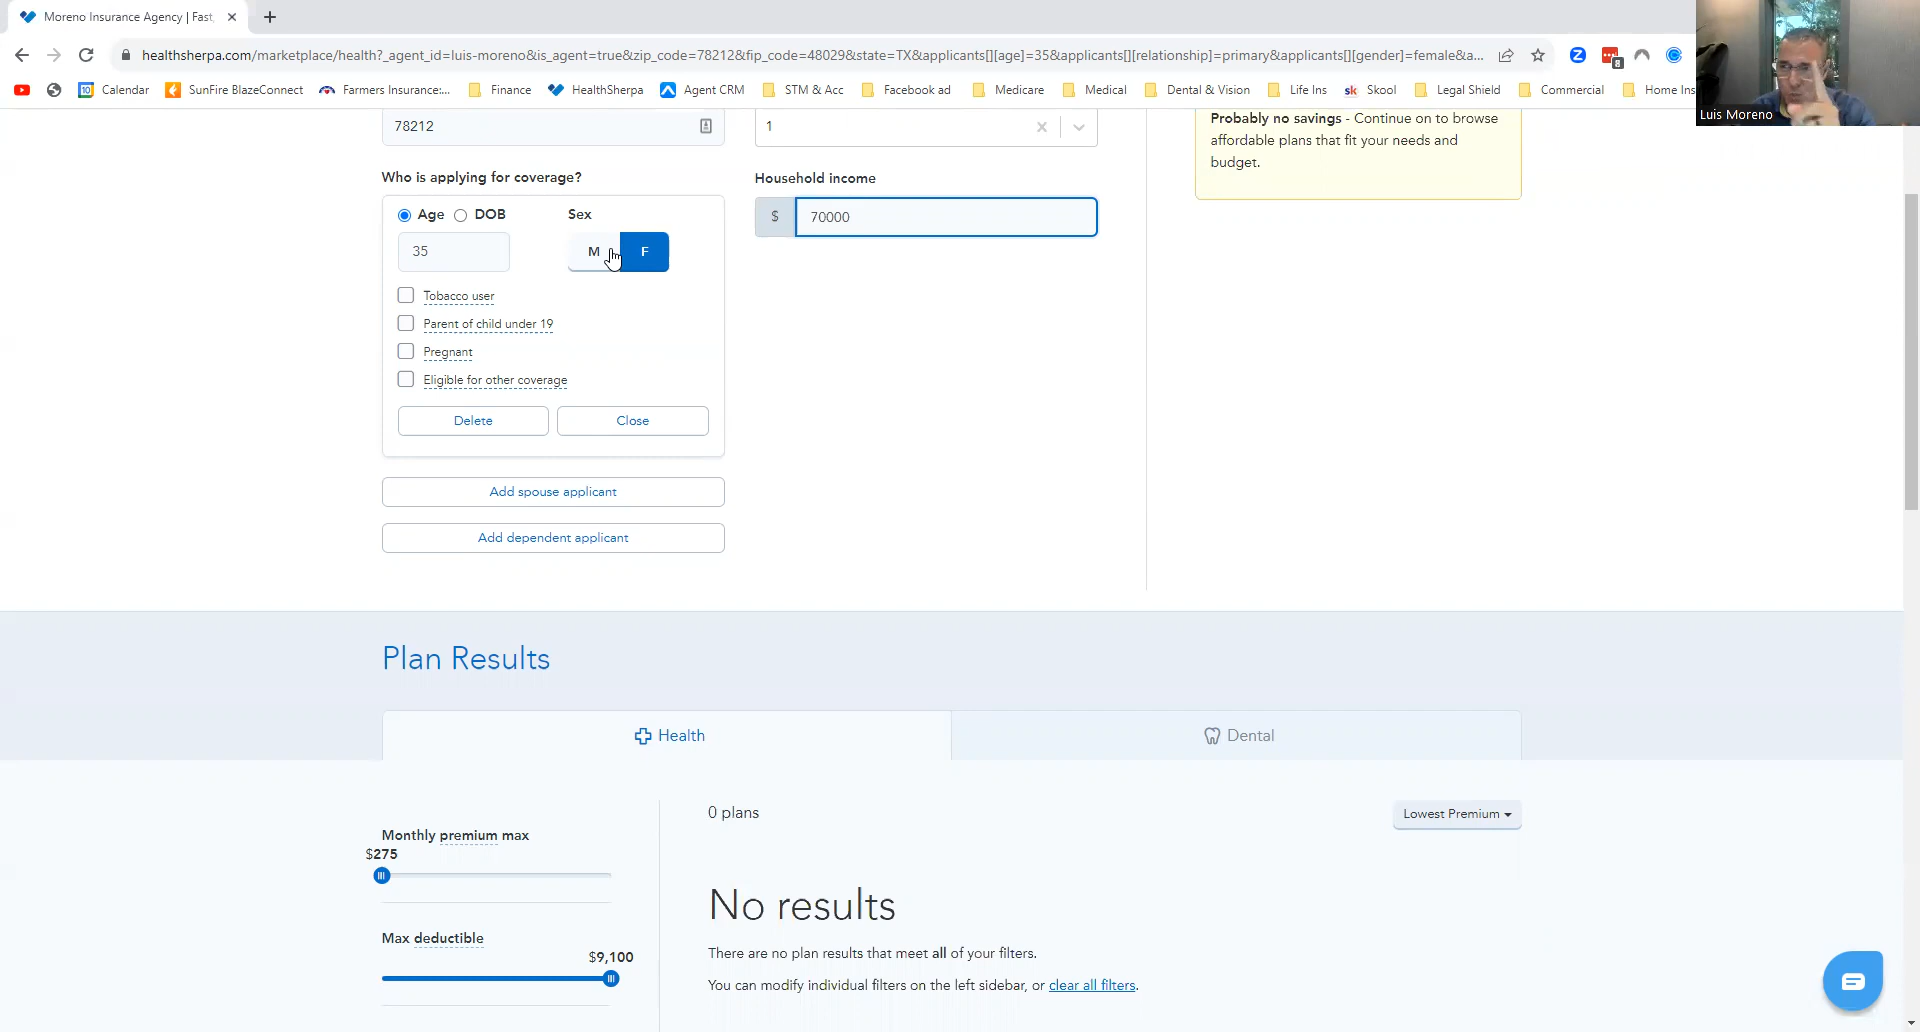 Moreno Insurance Agency | Fast,
healthsherpa.com/marketplace/health?_agent_id=luis-moreno&is_agent=true&zip_code=78212&fip_code=48029&state=TX&applicants[][age]=35&applicants[][relationship]=primary&applicants[][gender]=female&a...
8
Calendar SunFire BlazeConnect Farmers Insurance:... Finance HealthSherpa Agent CRM STM & Acc Facebook ad Medicare Medical Dental & Vision Life Ins sk Skool Legal Shield Commercial Home Ins
10
Luis Moreno
78212
1
Probably no savings - Continue on to browse
affordable plans that fit your needs and
budget.
Who is applying for coverage?
Household income
Age DOB Sex
$ 70000
35 M F
Tobacco user
Parent of child under 19
Pregnant
Eligible for other coverage
Delete Close
Add spouse applicant
Add dependent applicant
Plan Results
Health Dental
0 plans
Lowest Premium
Monthly premium max
$275
No results
Max deductible
$9,100
There are no plan results that meet all of your filters.
You can modify individual filters on the left sidebar, or clear all filters.